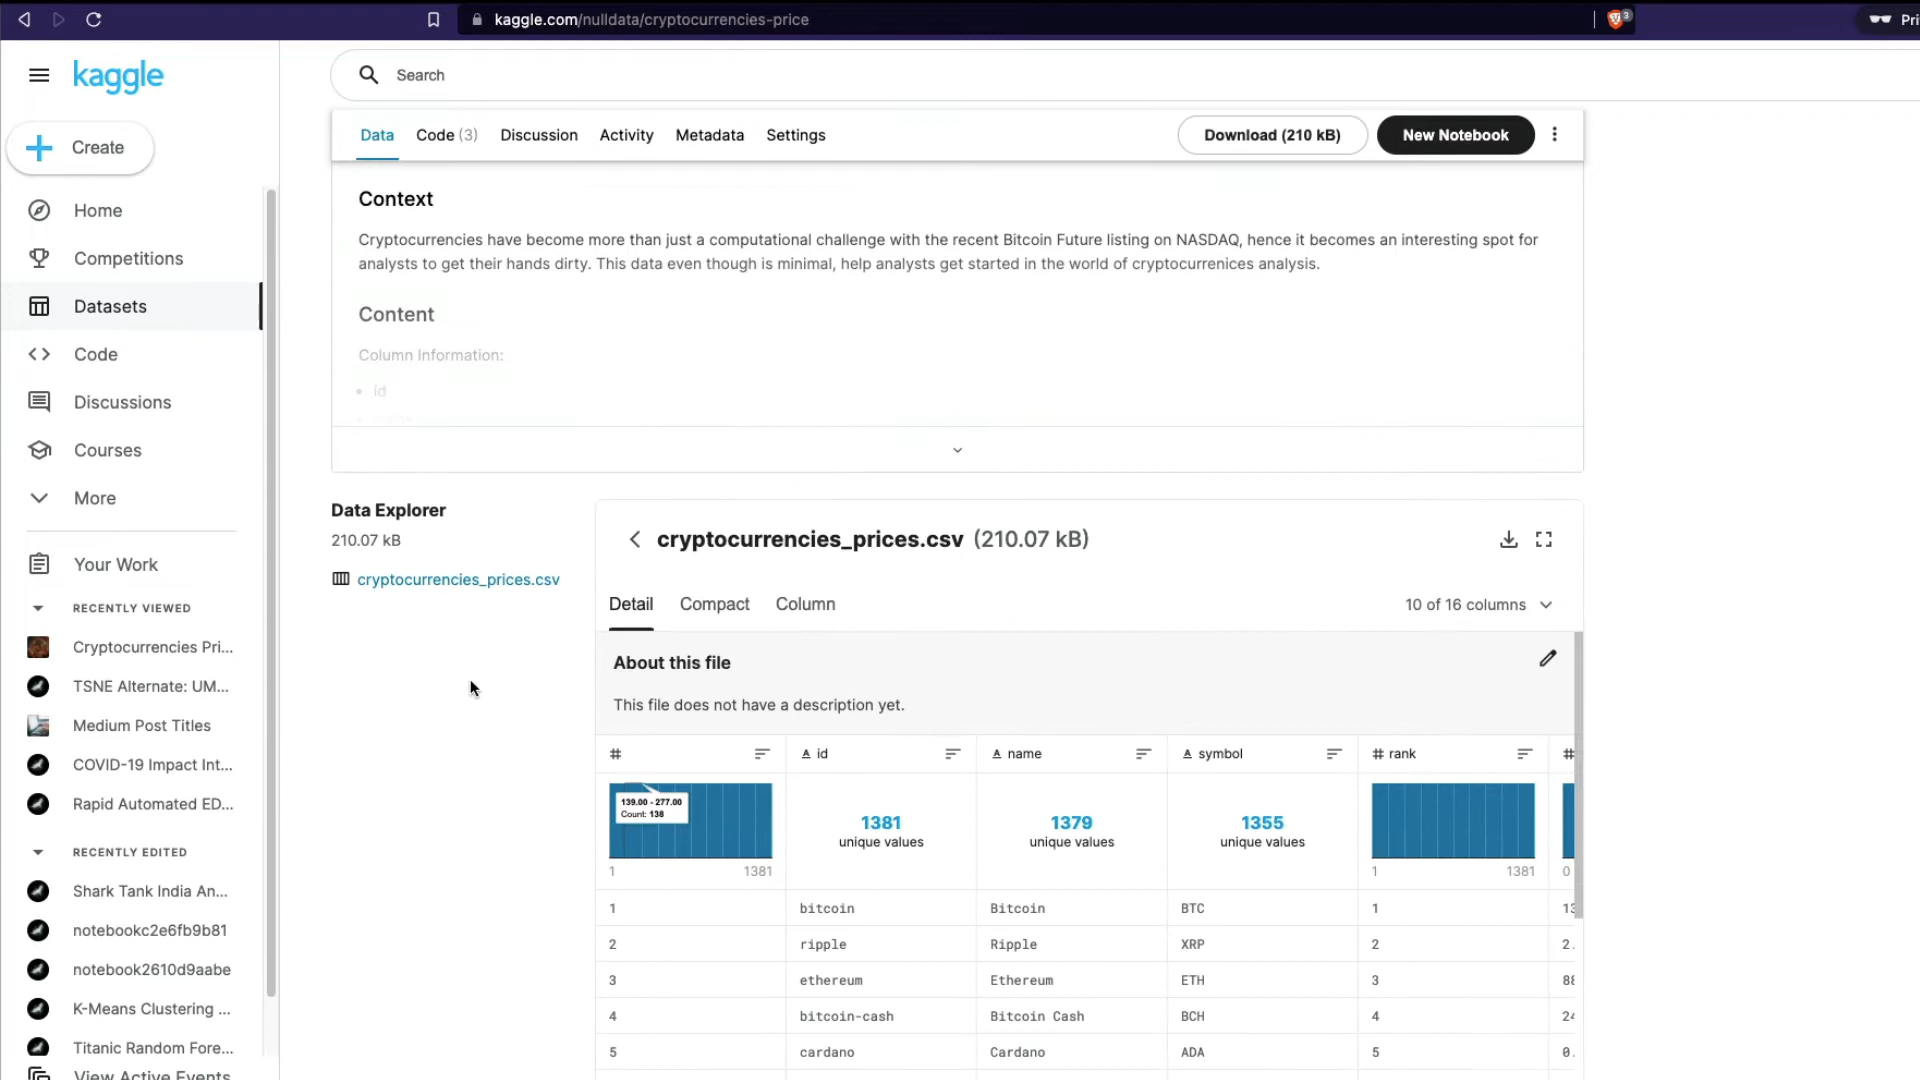 kaggle.com/nulldata/cryptocurrencies-price
3
kaggle
Search
Create
Home
Competitions
Datasets
Code
Discussions
Courses
More
Your Work
RECENTLY VIEWED
Cryptocurrencies Pri...
TSNE Alternate: UM...
Medium Post Titles
COVID-19 Impact Int...
Rapid Automated ED...
RECENTLY EDITED
Shark Tank India An...
notebookc2e6fb9b81
notebook2610d9aabe
K-Means Clustering ...
Titanic Random Fore...
View Active Events
Data Code (3) Discussion Activity Metadata Settings Download (210 kB) New Notebook
Context
Cryptocurrencies have become more than just a computational challenge with the recent Bitcoin Future listing on NASDAQ, hence it becomes an interesting spot for
analysts to get their hands dirty. This data even though is minimal, help analysts get started in the world of cryptocurrenices analysis.
Content
Column Information:
• id
Data Explorer
210.07 kB
cryptocurrencies_prices.csv
cryptocurrencies_prices.csv (210.07 kB)
Detail Compact Column 10 of 16 columns
About this file
This file does not have a description yet.
# A id A name A symbol # rank #
139.00 - 277.00
Count: 138
1381 1379 1355
unique values unique values unique values
1 1381 1 1381 0
1 bitcoin Bitcoin BTC 1 13
2 ripple Ripple XRP 2 2.
3 ethereum Ethereum ETH 3 88
4 bitcoin-cash Bitcoin Cash BCH 4 24
5 cardano Cardano ADA 5 0.